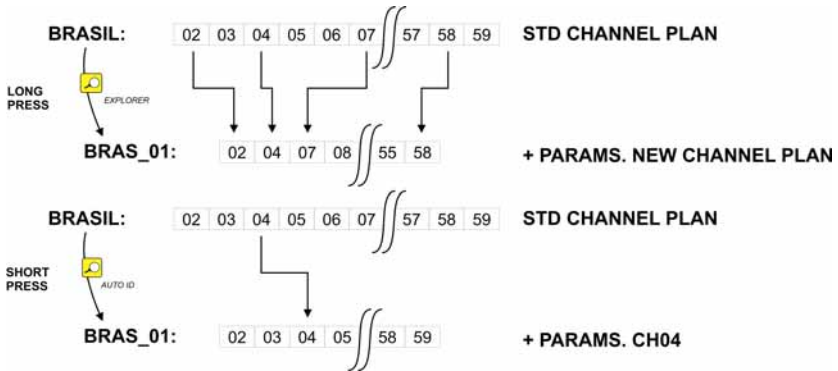 BRASIL: 02 03 04 05 06 07 57 58 59 STD CHANNEL PLAN
LONG
PRESS
EXPLORER
BRAS_01: 02 04 07 08 55 58 + PARAMS. NEW CHANNEL PLAN
BRASIL: 02 03 04 05 06 07 57 58 59 STD CHANNEL PLAN
SHORT
PRESS
AUTO ID
BRAS_01: 02 03 04 05 58 59 + PARAMS. CH04